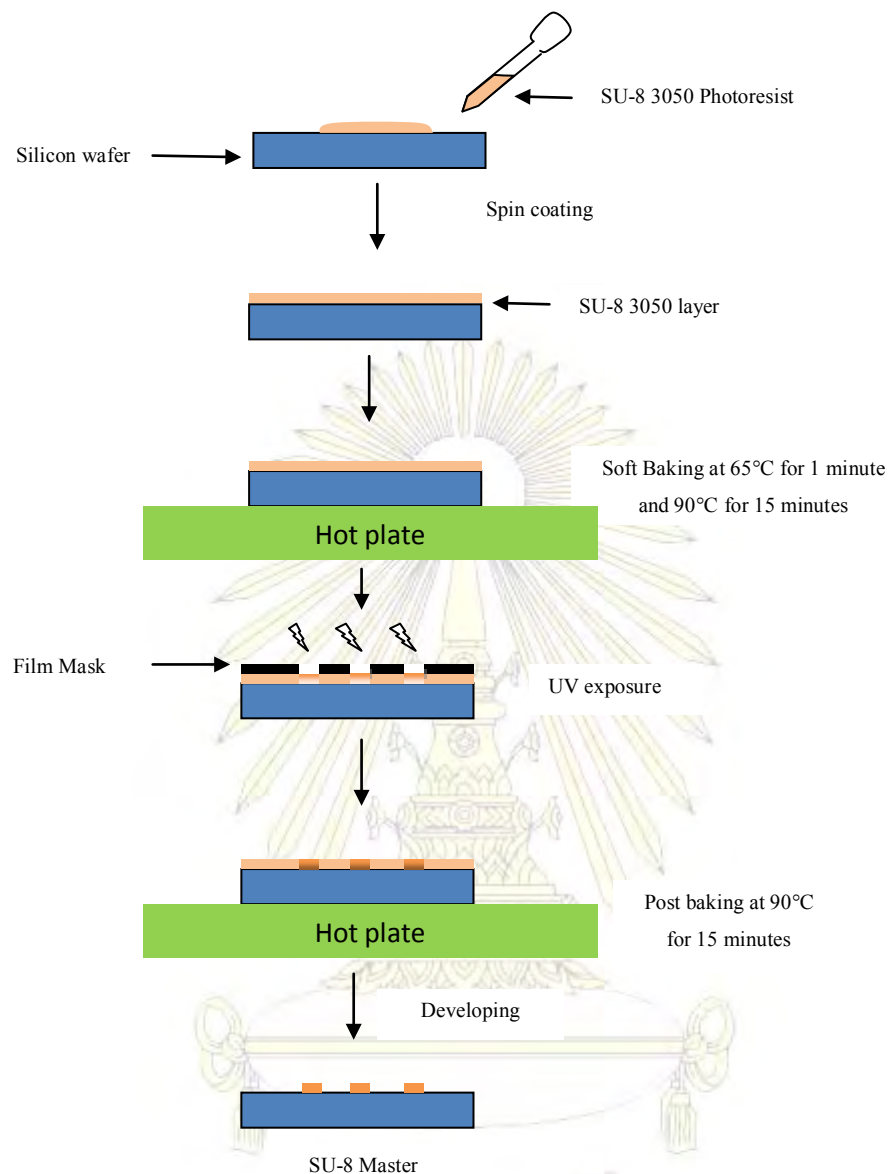 SU-8 3050 Photoresist
Silicon wafer
Spin coating
SU-8 3050 layer
Soft Baking at 65°C for 1 minute
and 90°C for 15 minutes
Hot plate
Film Mask
UV exposure
Post baking at 90°C
for 15 minutes
Hot plate
Developing
SU-8 Master